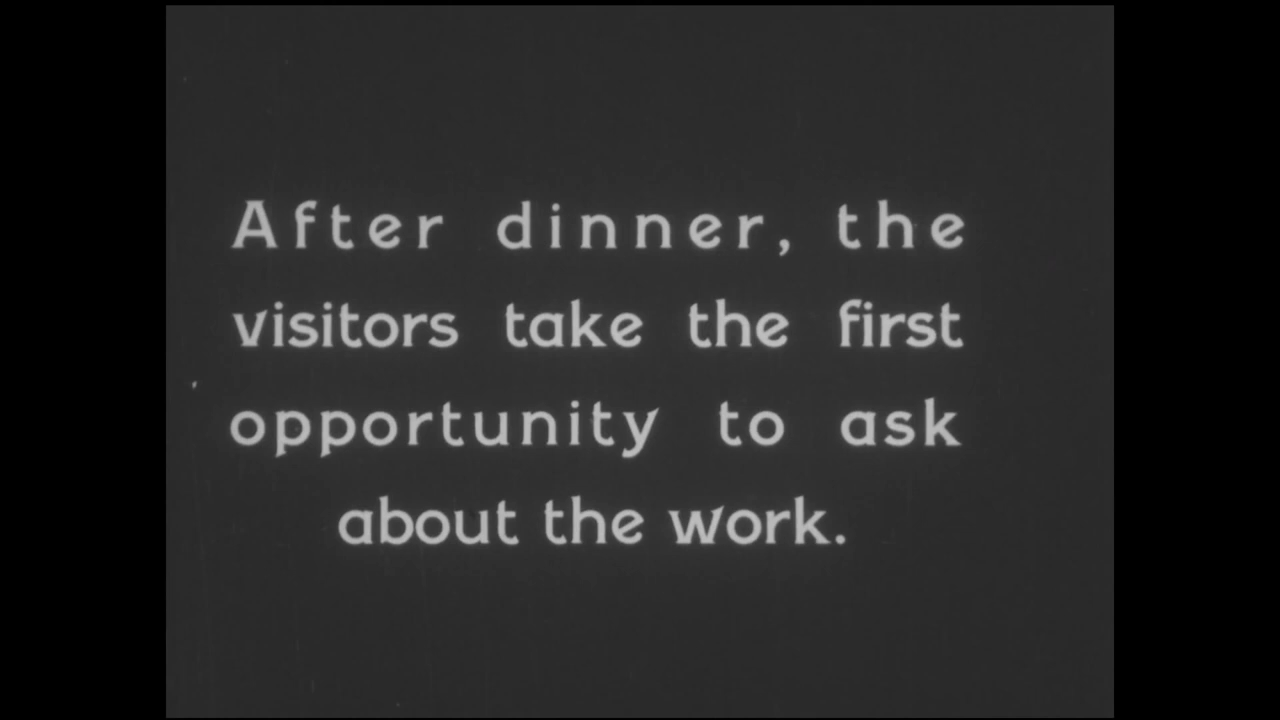 After dinner, the
visitors take the first
opportunity to ask
about the work.